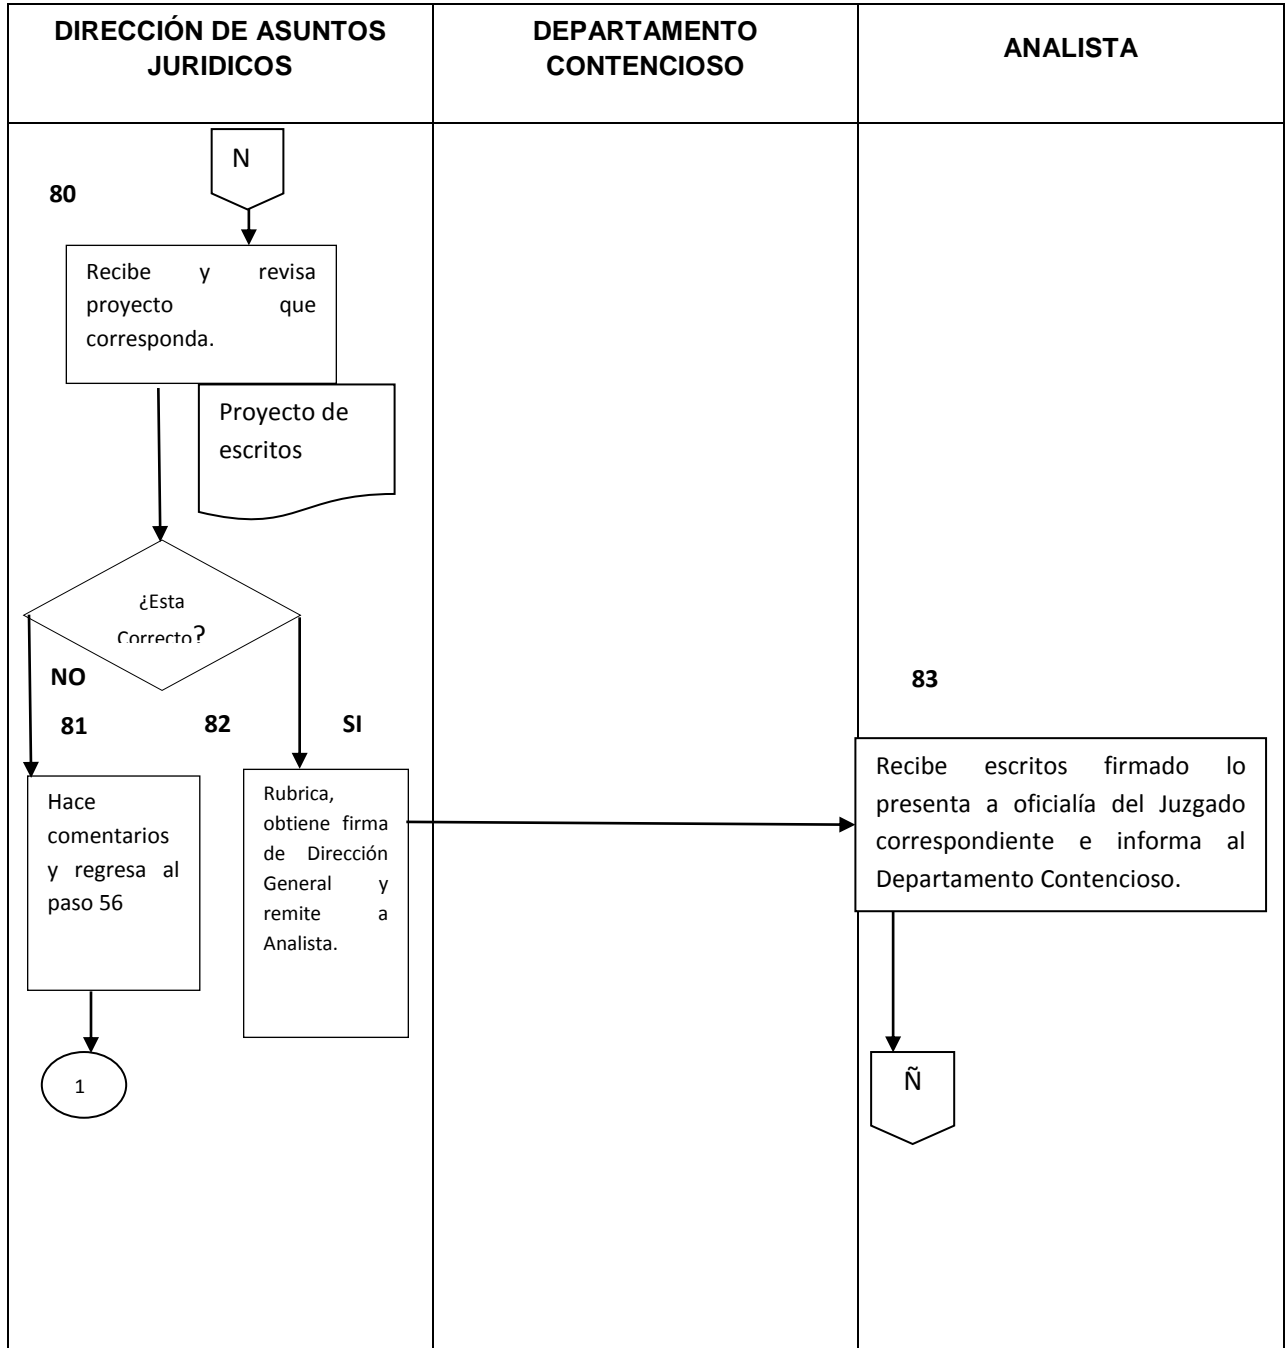 DIRECCIÓN DE ASUNTOS
JURIDICOS
DEPARTAMENTO
CONTENCIOSO
ANALISTA
N
80
Recibe y revisa
proyecto que
corresponda.
Proyecto de
escritos
¿Esta
Correcto?
NO
81
82
SI
83
Hace
comentarios
y regresa al
paso 56
Rubrica,
obtiene firma
de Dirección
General y
remite a
Analista.
Recibe escritos firmado lo
presenta a oficialía del Juzgado
correspondiente e informa al
Departamento Contencioso.
1
Ñ